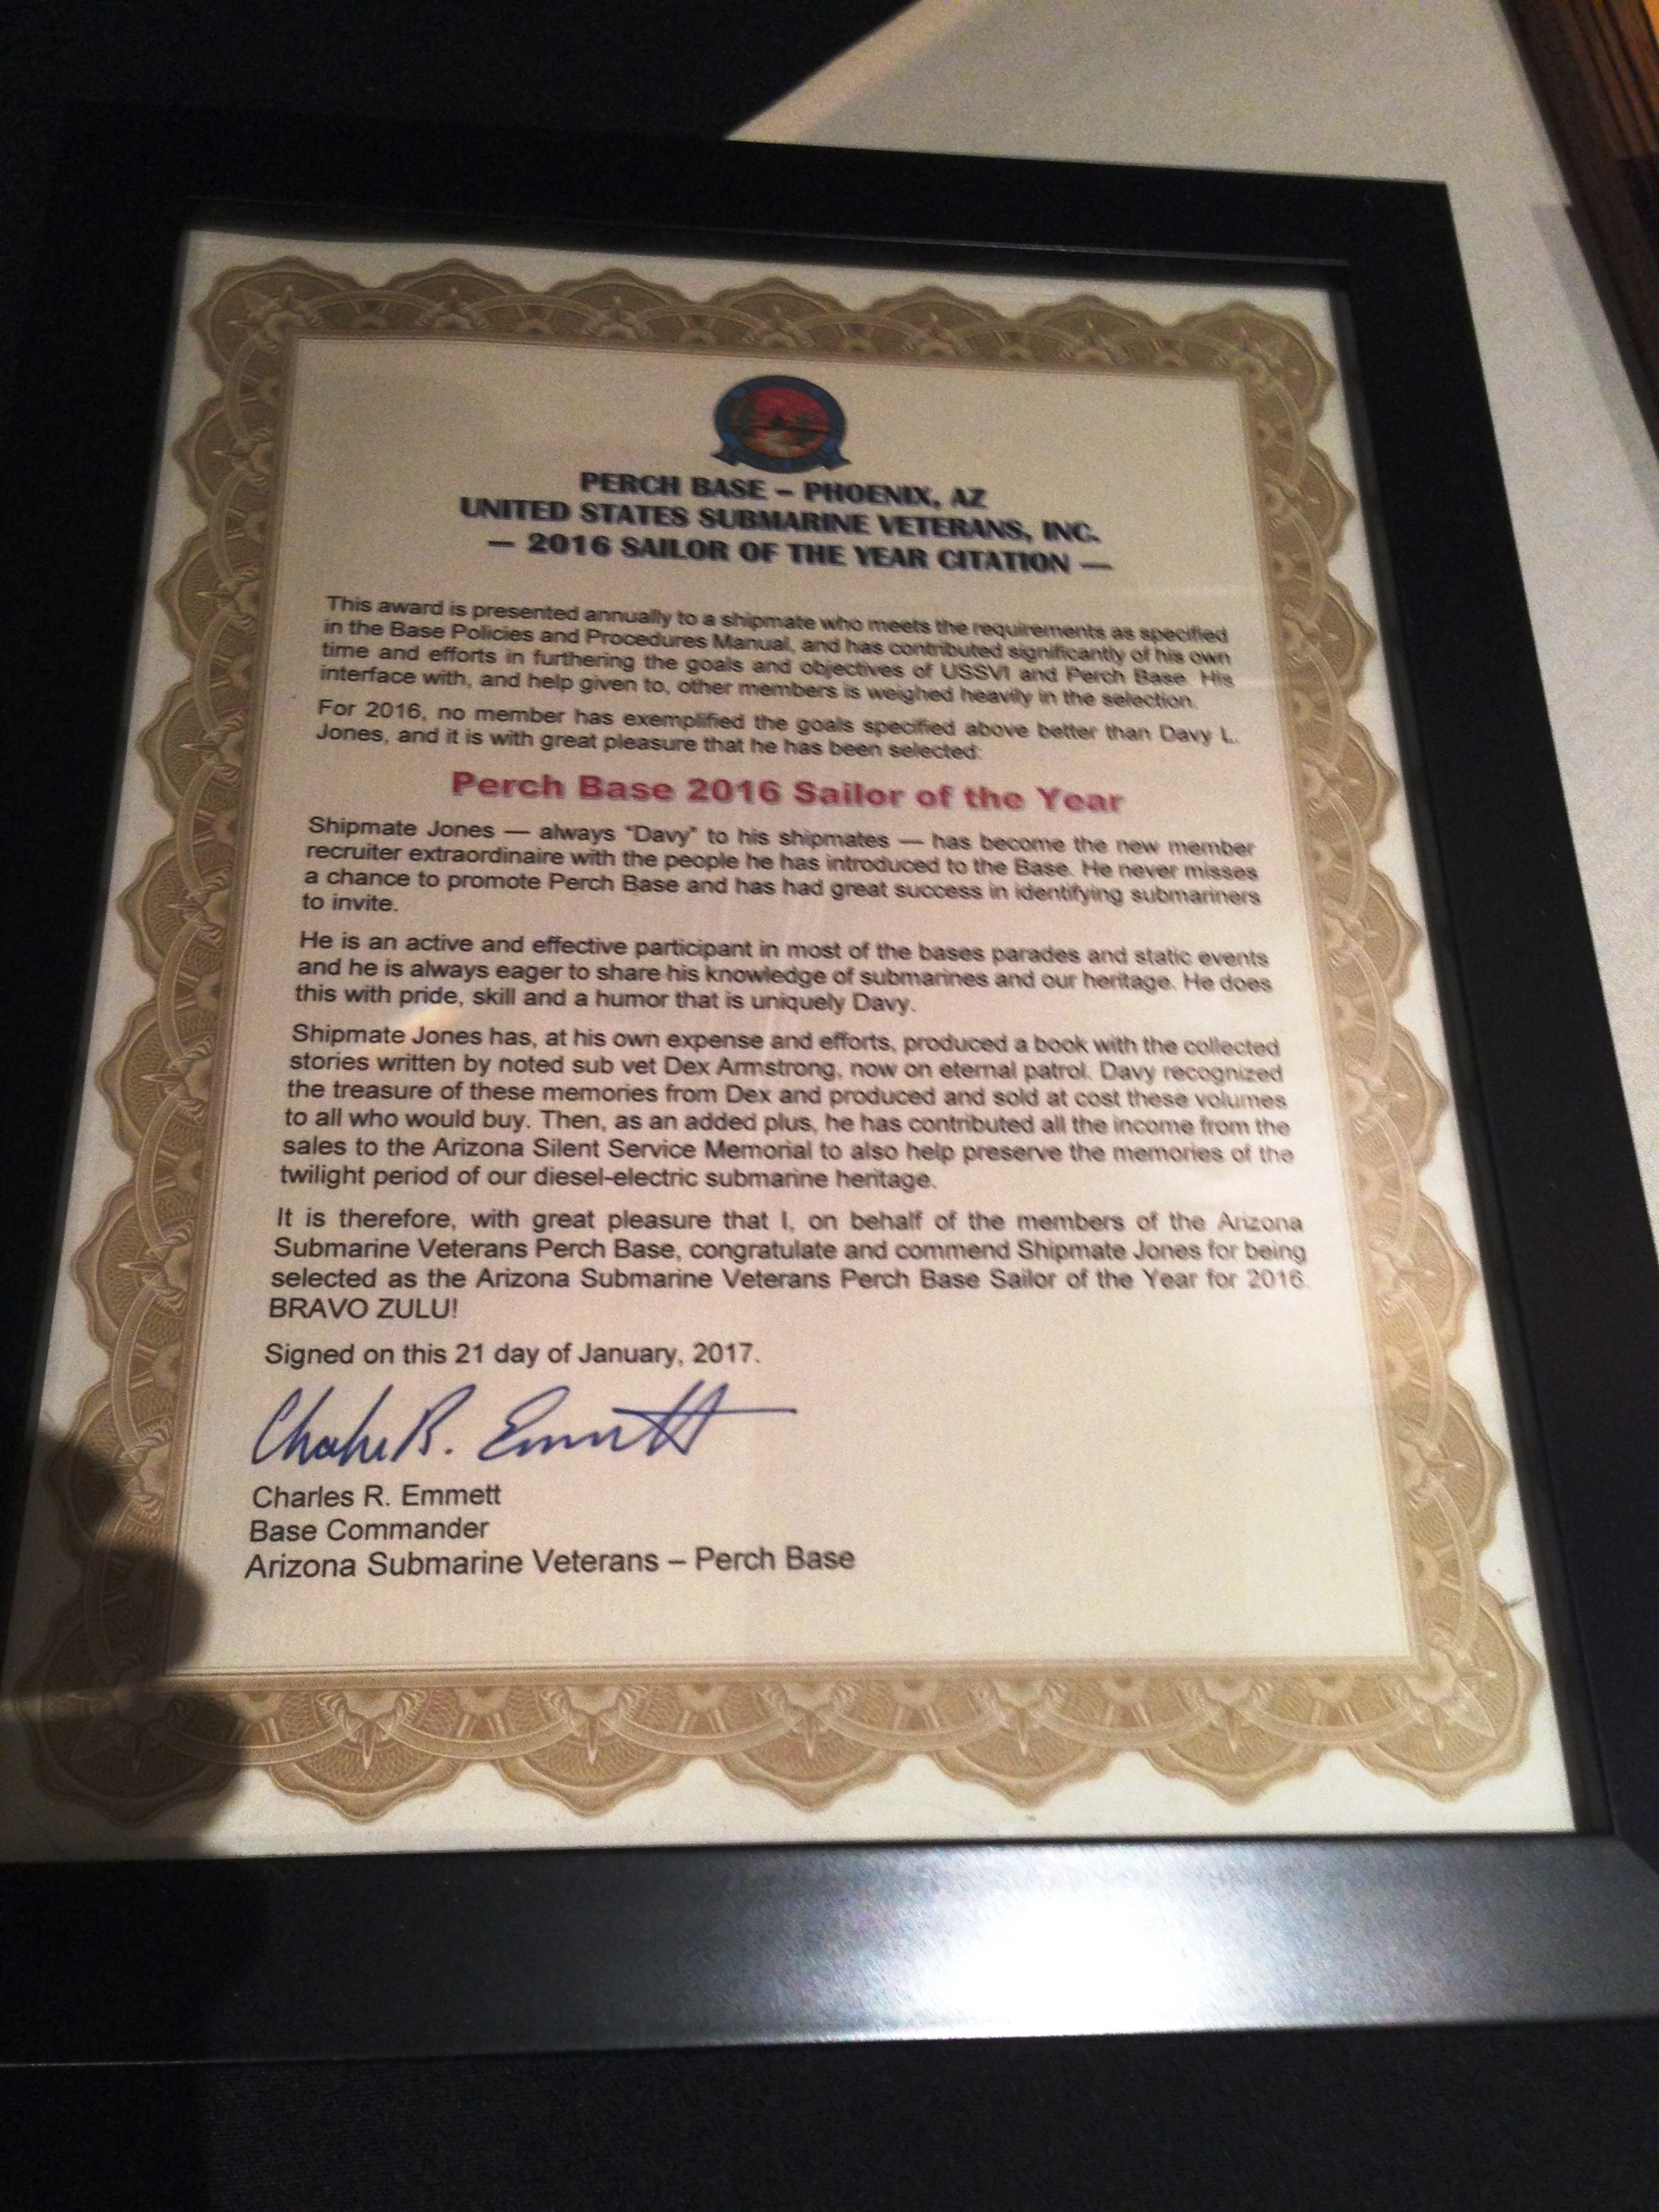 PERCH BASE – PHOENIX, AZ
UNITED STATES SUBMARINE VETERANS, INC.
— 2016 SAILOR OF THE YEAR CITATION —
This award is presented annually to a shipmate who meets the requirements as specified
in the Base Policies and Procedures Manual, and has contributed significantly of his own
time and efforts in furthering the goals and objectives of USSVI and Perch Base. His
interface with, and help given to, other members is weighed heavily in the selection.
For 2016, no member has exemplified the goals specified above better than Davy L.
Jones, and it is with great pleasure that he has been selected:
Perch Base 2016 Sailor of the Year
Shipmate Jones — always "Davy" to his shipmates — has become the new member
recruiter extraordinaire with the people he has introduced to the Base. He never misses
a chance to promote Perch Base and has had great success in identifying submariners
to invite.
He is an active and effective participant in most of the bases parades and static events
and he is always eager to share his knowledge of submarines and our heritage. He does
this with pride, skill and a humor that is uniquely Davy.
Shipmate Jones has, at his own expense and efforts, produced a book with the collected
stories written by noted sub vet Dex Armstrong, now on eternal patrol. Davy recognized
the treasure of these memories from Dex and produced and sold at cost these volumes
to all who would buy. Then, as an added plus, he has contributed all the income from the
sales to the Arizona Silent Service Memorial to also help preserve the memories of the
twilight period of our diesel-electric submarine heritage.
It is therefore, with great pleasure that I, on behalf of the members of the Arizona
Submarine Veterans Perch Base, congratulate and commend Shipmate Jones for being
selected as the Arizona Submarine Veterans Perch Base Sailor of the Year for 2016.
BRAVO ZULU!
Signed on this 21 day of January, 2017.
Charles R. Emmett
Charles R. Emmett
Base Commander
Arizona Submarine Veterans – Perch Base